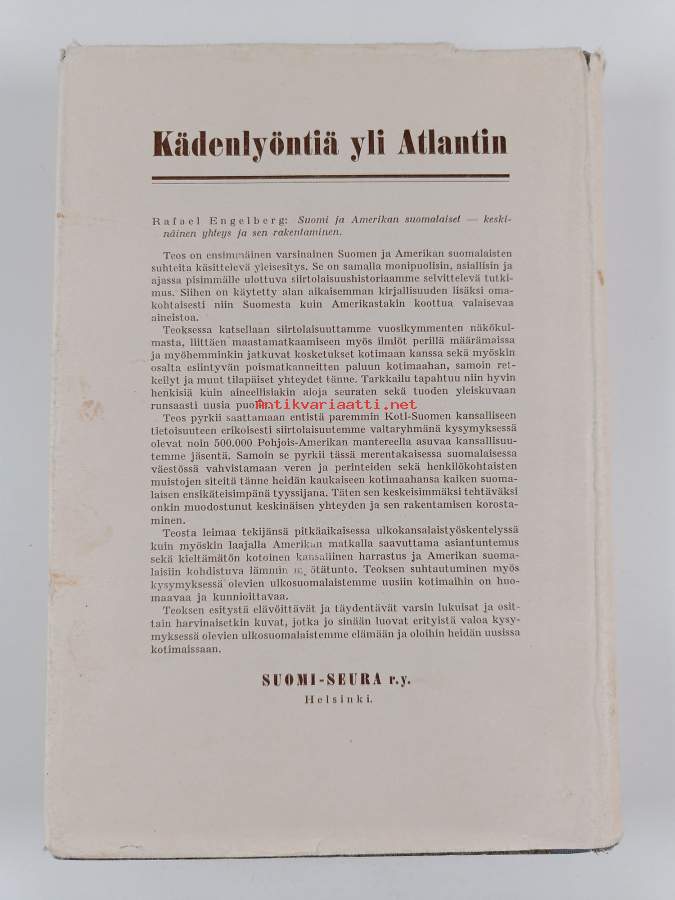 Kädenlyöntiä yli Atlantin
Rafael Engelberg: Suomi ja Amerikan suomalaiset — keski-
näinen yhteys ja sen rakentaminen.
Teos on ensimmäinen varsinainen Suomen ja Amerikan suomalaisten
suhteita käsittelevä yleisesitys. Se on samalla monipuolisin, asiallisin ja
ajassa pisimmälle ulottuva siirtolaisuushistoriaamme selvittelevä tutki-
mus. Siihen on käytetty alan aikaisemman kirjallisuuden lisäksi oma-
kohtaisesti niin Suomesta kuin Amerikastakin koottua valaisevaa
aineistoa.
Teoksessa katsellaan siirtolaisuuttamme vuosikymmenten näkökul-
masta, liittäen maastamatkaamiseen myös ilmiöt perillä määrämaissa
ja myöhemminkin jatkuvat kosketukset kotimaan kanssa sekä myöskin
osalta esiintyvän poismatkanneitten paluun kotimaahan, samoin ret-
keilyt ja muut tilapäiset yhteydet tänne. Tarkkailu tapahtuu niin hyvin
henkisiä kuin aineellisiakin aloja seuraten sekä tuoden yleiskuvaan
runsaasti uusia
Antikvariaatti.net
Teos pyrkii saattamaan entistä paremmin Koti-Suomen kansalliseen
tietoisuuteen erikoisesti siirtolaisuutemme valtaryhmänä kysymyksessä
olevat noin 500.000 Pohjois-Amerikan mantereella asuvaa kansallisuu-
temme jäsentä. Samoin se pyrkii tässä merentakaisessa suomalaisessa
väestössä vahvistamaan veren ja perinteiden sekä henkilökohtaisten
muistojen siteitä tänne heidän kaukaiseen kotimaahansa kaiken suoma-
laisen ensikäteisimpänä tyyssijana. Täten sen keskeisimmäksi tehtäväksi
onkin muodostunut keskinäisen yhteyden ja sen rakentamisen korosta-
minen.
Teosta leimaa tekijänsä pitkäaikaisessa ulkokansalaistyöskentelyssä
kuin myöskin laajalla Amerikan matkalla saavuttama asiantuntemus
sekä kieltämätön kotoinen kansallinen harrastus ja Amerikan suoma-
laisiin kohdistuva lämmin Teoksen suhtautuminen myös
kysymyksessä olevien ulkosuomalaistemme uusiin kotimaihin on huo-
maavaa ja kunnioittavaa.
Teoksen esitystä elävöittävät ja täydentävät varsin lukuisat ja osit-
tain harvinaisetkin kuvat, jotka jo sinään luovat erityistä valoa kysy-
myksessä olevien ulkosuomalaistemme elämään ja oloihin heidän uusissa
kotimaissaan.
SUOMI-SEURA r.y.
Helsinki.